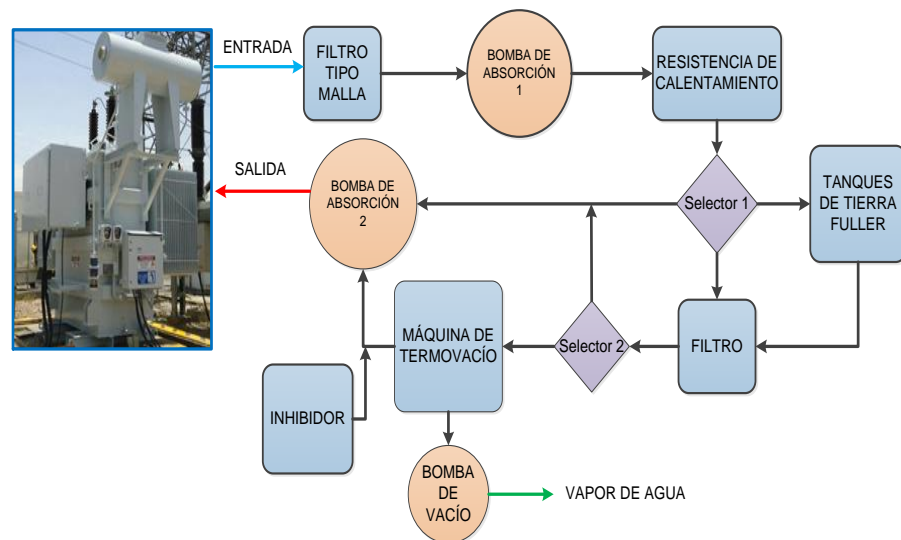 ENTRADA
FILTRO
TIPO
MALLA
BOMBA DE
ABSORCIÓN
1
RESISTENCIA DE
CALENTAMIENTO
SALIDA
BOMBA DE
ABSORCIÓN
2
Selector 1
TANQUES
DE TIERRA
FULLER
MÁQUINA DE
TERMOVACÍO
Selector 2
FILTRO
INHIBIDOR
BOMBA
DE
VACÍO
VAPOR DE AGUA